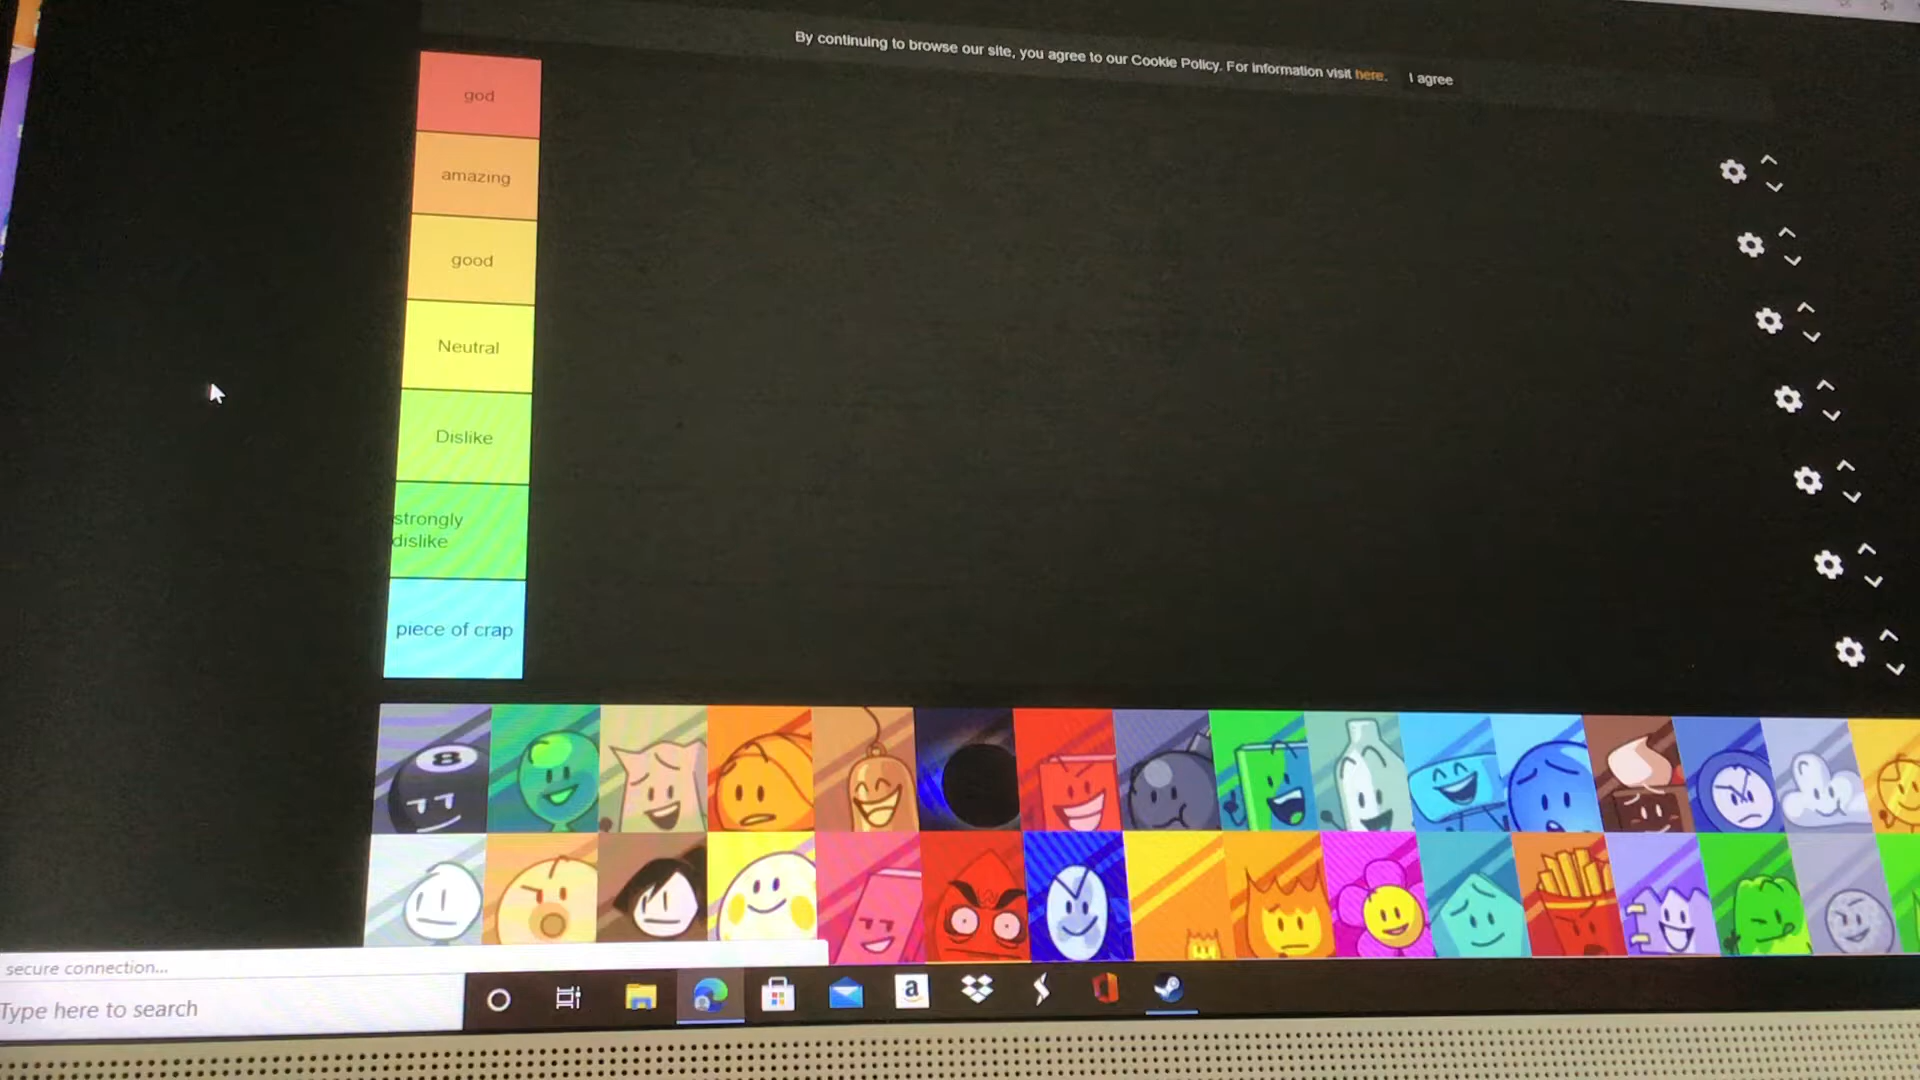 By continuing to browse our site, you agree to our Cookie Policy. For information visit here. I agree
god
amazing
good
Neutral
Dislike
strongly
dislike
piece of crap
8
secure connection...
Type here to search
a